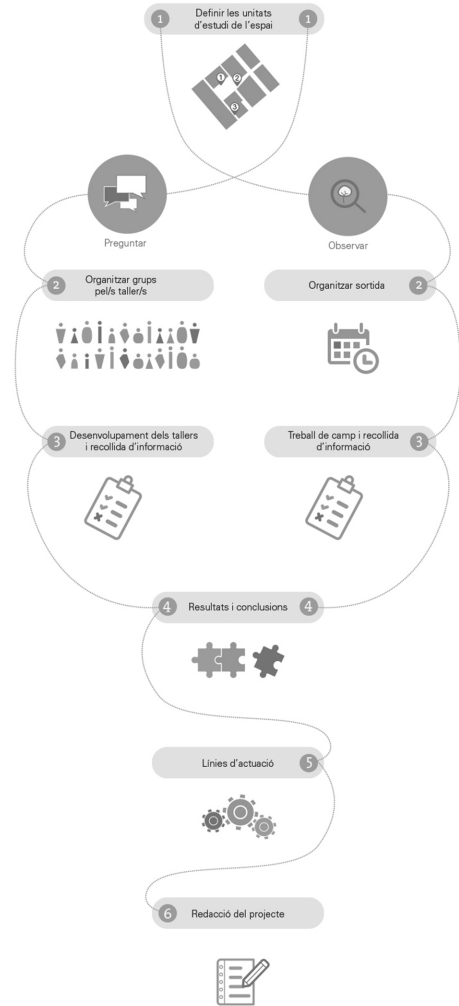 1 Definir les unitats 1
d'estudi de l'espai
1
2
3
Preguntar
Observar
2 Organitzar grups
pel/s taller/s
Organitzar sortida 2
3 Desenvolupament dels tallers
i recollida d'informació
Treball de camp i recollida 3
d'informació
4 Resultats i conclusions 4
Línies d'actuació 5
6 Redacció del projecte